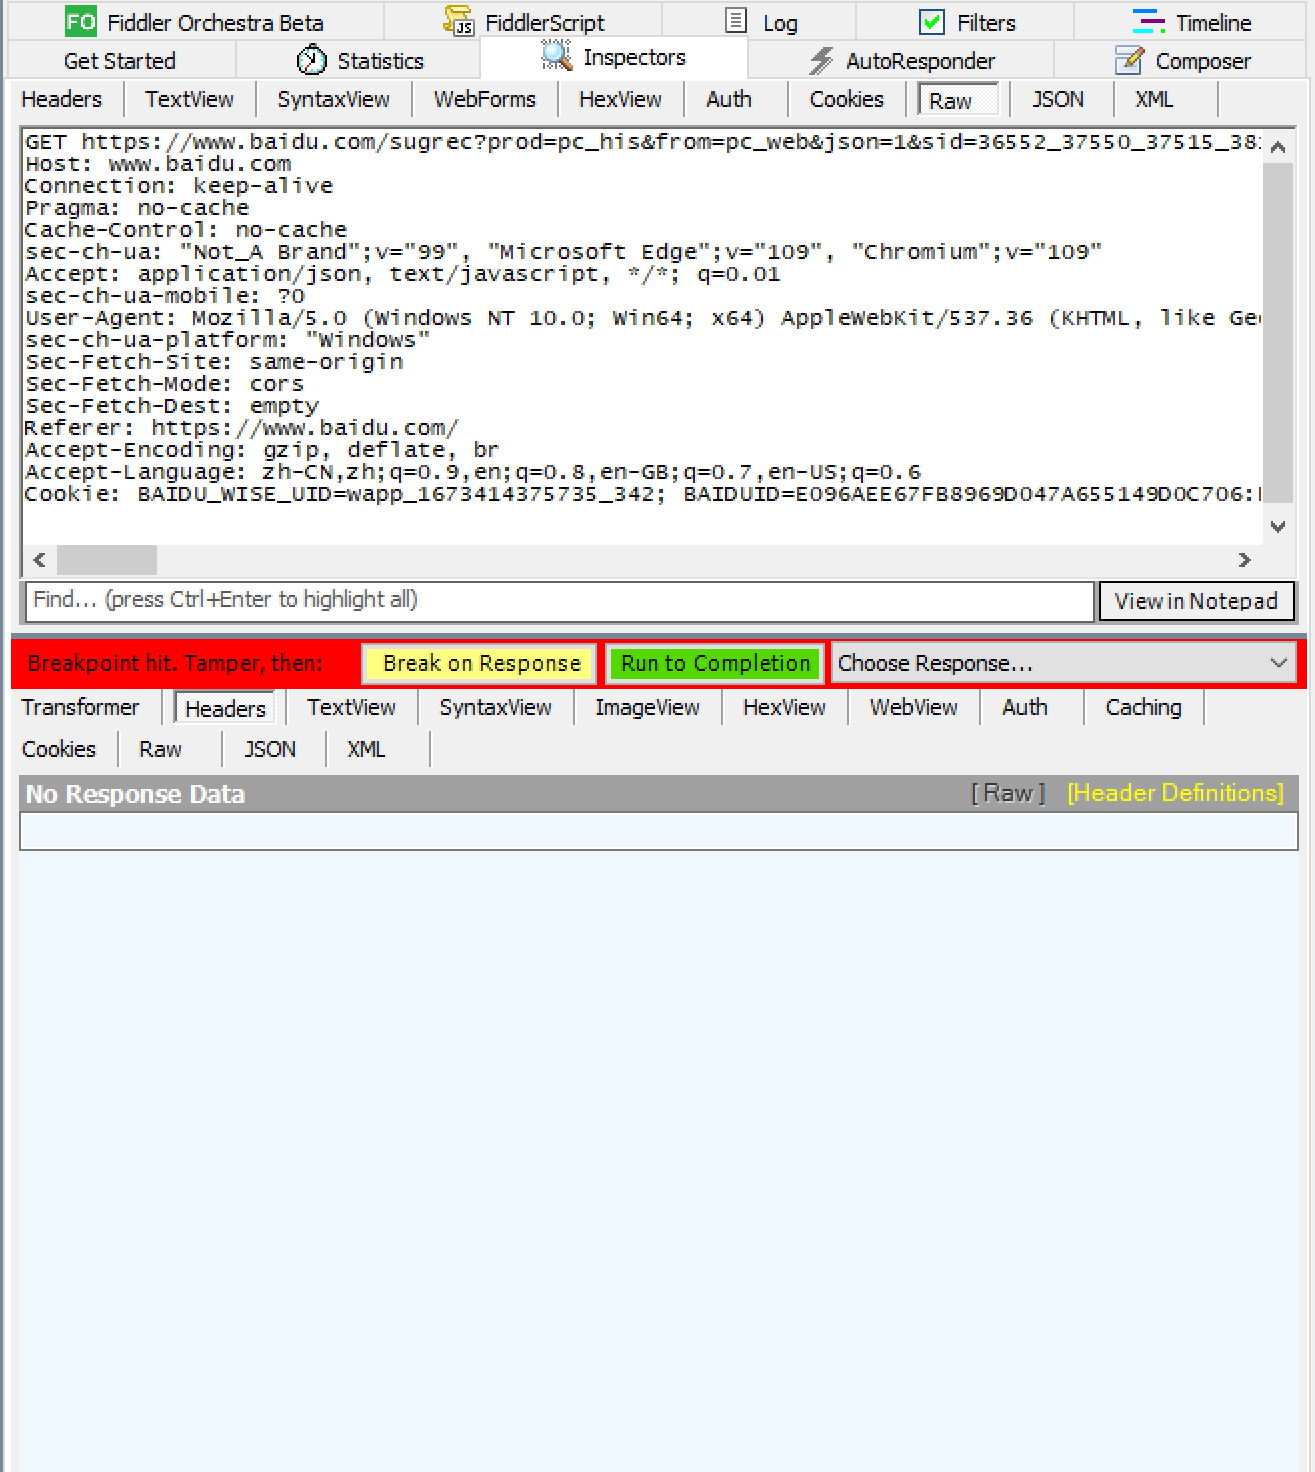 FO Fiddler Orchestra Beta FiddlerScript Log Filters Timeline
Get Started Statistics Inspectors AutoResponder Composer
Headers TextView SyntaxView WebForms HexView Auth Cookies Raw JSON XML
GET https://www.baidu.com/sugrec?prod=pc_his&from=pc_web&json=1&sid=36552_37550_37515_38
Host: www.baidu.com
Connection: keep-alive
Pragma: no-cache
Cache-Control: no-cache
sec-ch-ua: "Not_A Brand";v="99", "Microsoft Edge";v="109", "Chromium";v="109"
Accept: application/json, text/javascript, */*; q=0.01
sec-ch-ua-mobile: ?0
User-Agent: Mozilla/5.0 (Windows NT 10.0; Win64; x64) AppleWebKit/537.36 (KHTML, like Ge
sec-ch-ua-platform: "Windows"
Sec-Fetch-Site: same-origin
Sec-Fetch-Mode: cors
Sec-Fetch-Dest: empty
Referer: https://www.baidu.com/
Accept-Encoding: gzip, deflate, br
Accept-Language: zh-CN,zh;q=0.9,en;q=0.8,en-GB;q=0.7,en-US;q=0.6
Cookie: BAIDU_WISE_UID=wapp_1673414375735_342; BAIDUID=E096AEE67FB8969D047A655149D0C706:
Find... (press Ctrl+Enter to highlight all) View in Notepad
Breakpoint hit. Tamper, then: Break on Response Run to Completion Choose Response...
Transformer Headers TextView SyntaxView ImageView HexView WebView Auth Caching
Cookies Raw JSON XML
No Response Data [ Raw ] [Header Definitions]